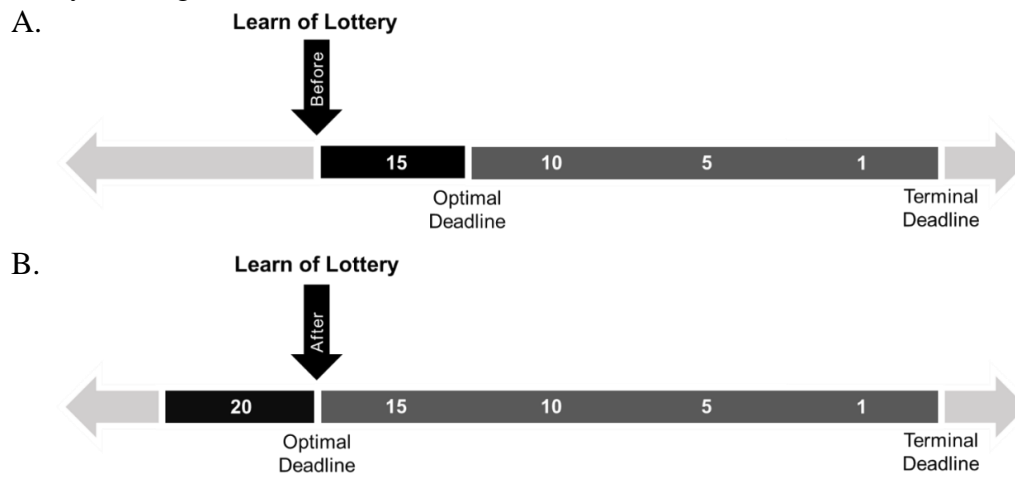 A.
Learn of Lottery
Before
15 10 5 1
Optimal Terminal
Deadline Deadline
B.
Learn of Lottery
After
20 15 10 5 1
Optimal Terminal
Deadline Deadline